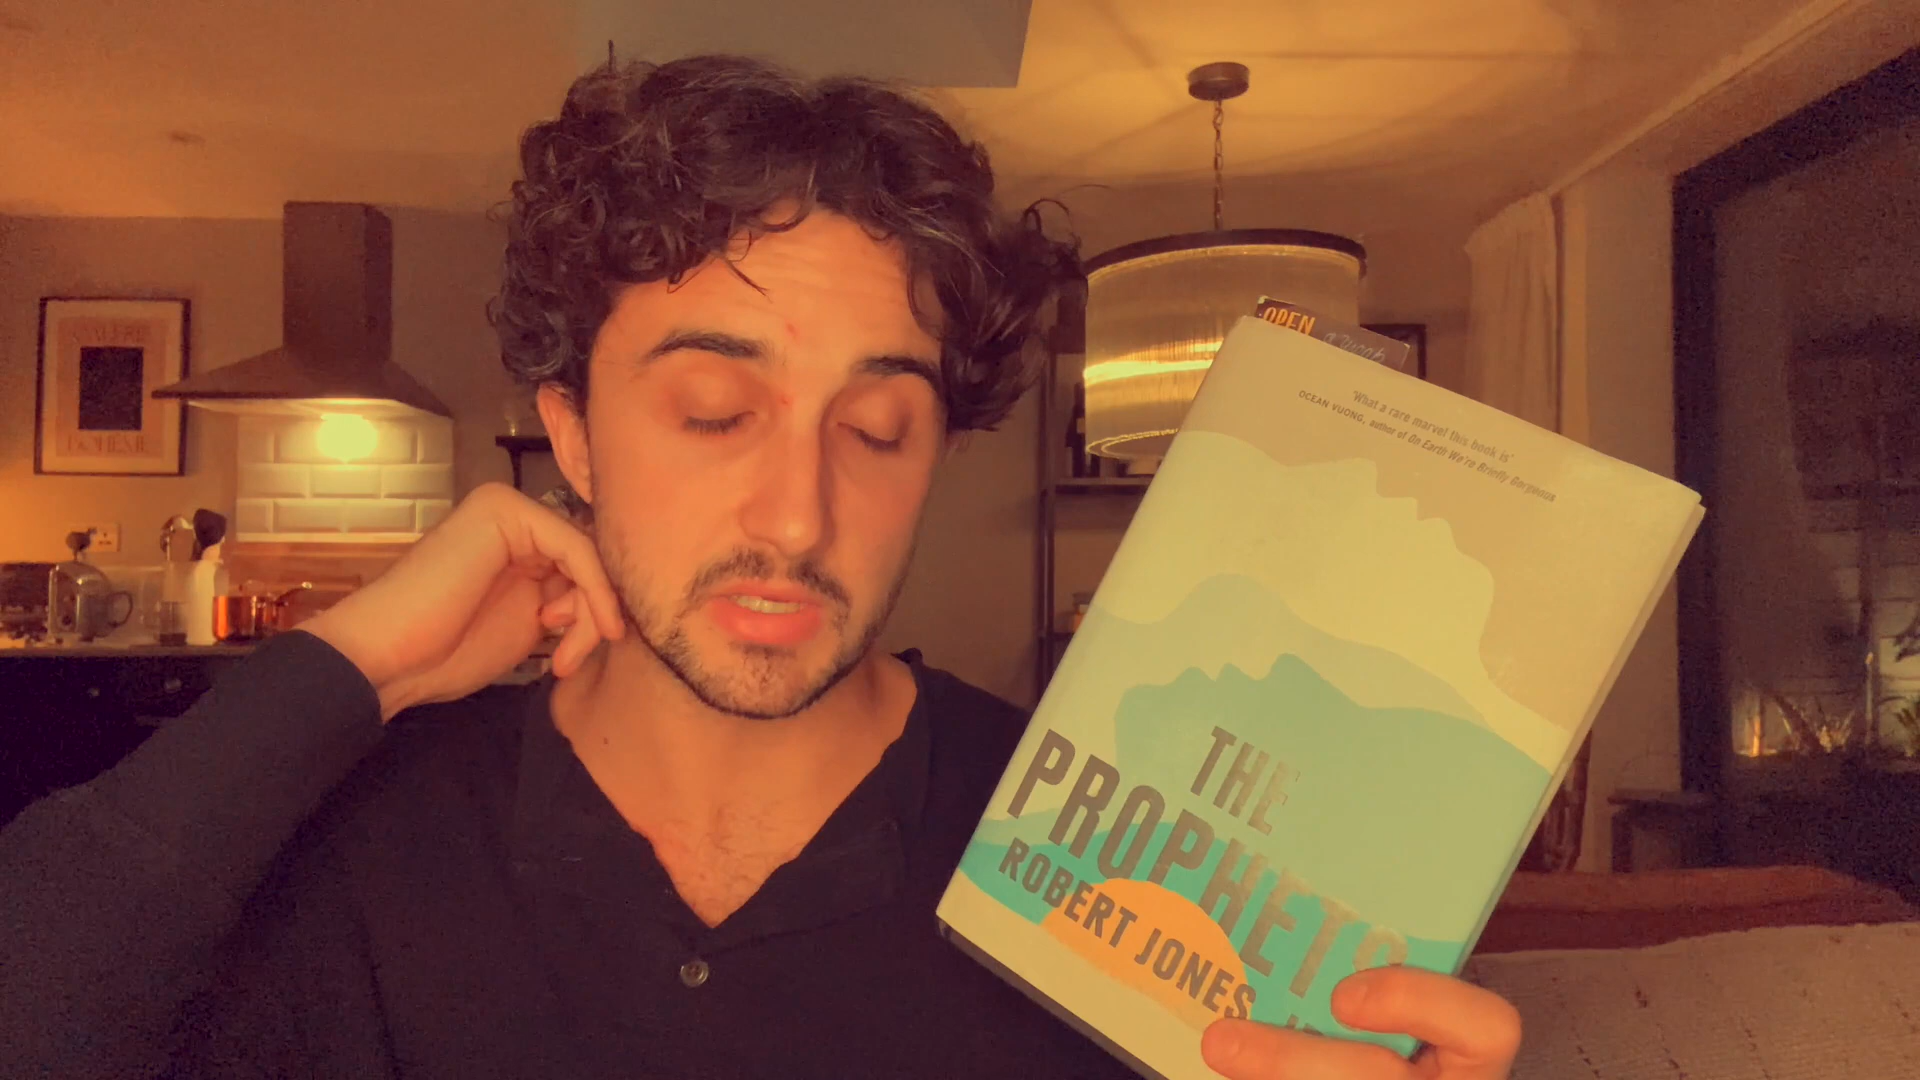 OPEN
'What a rare marvel this book is'
OCEAN VUONG, author of On Earth We're Briefly Gorgeous
THE
PROPHETS
ROBERT JONES